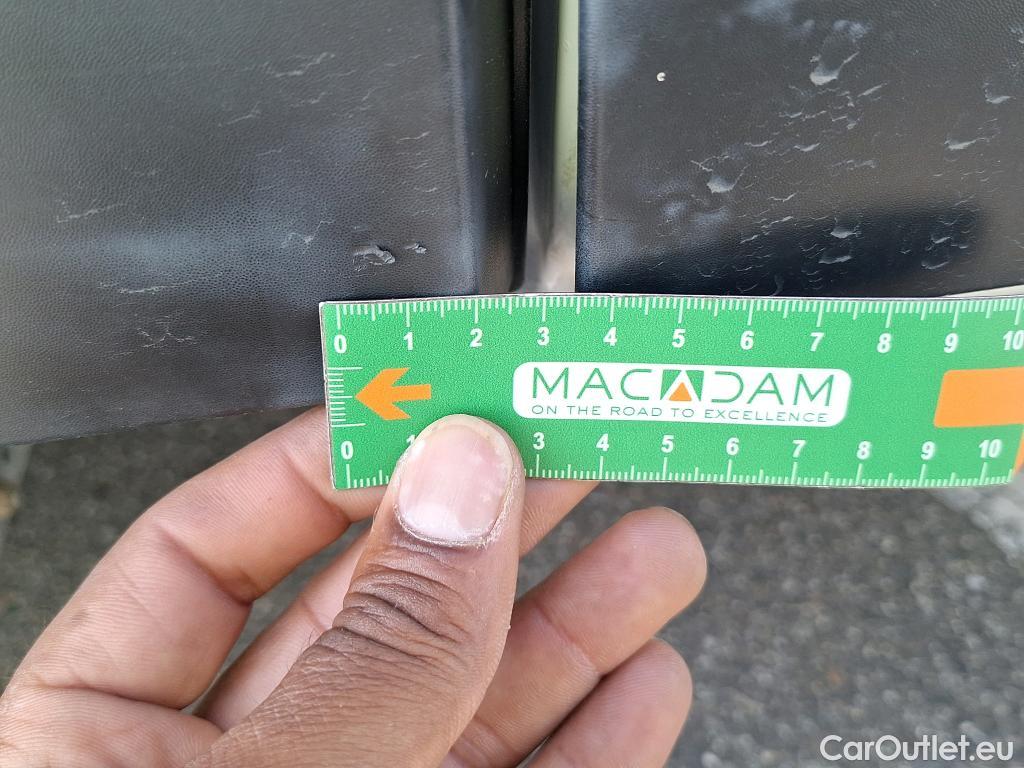 0 1 2 3 4 5 6 7 8 9 10
MACADAM
ON THE ROAD TO EXCELLENCE
0 1 3 4 5 6 7 8 9 10
CarOutlet.eu